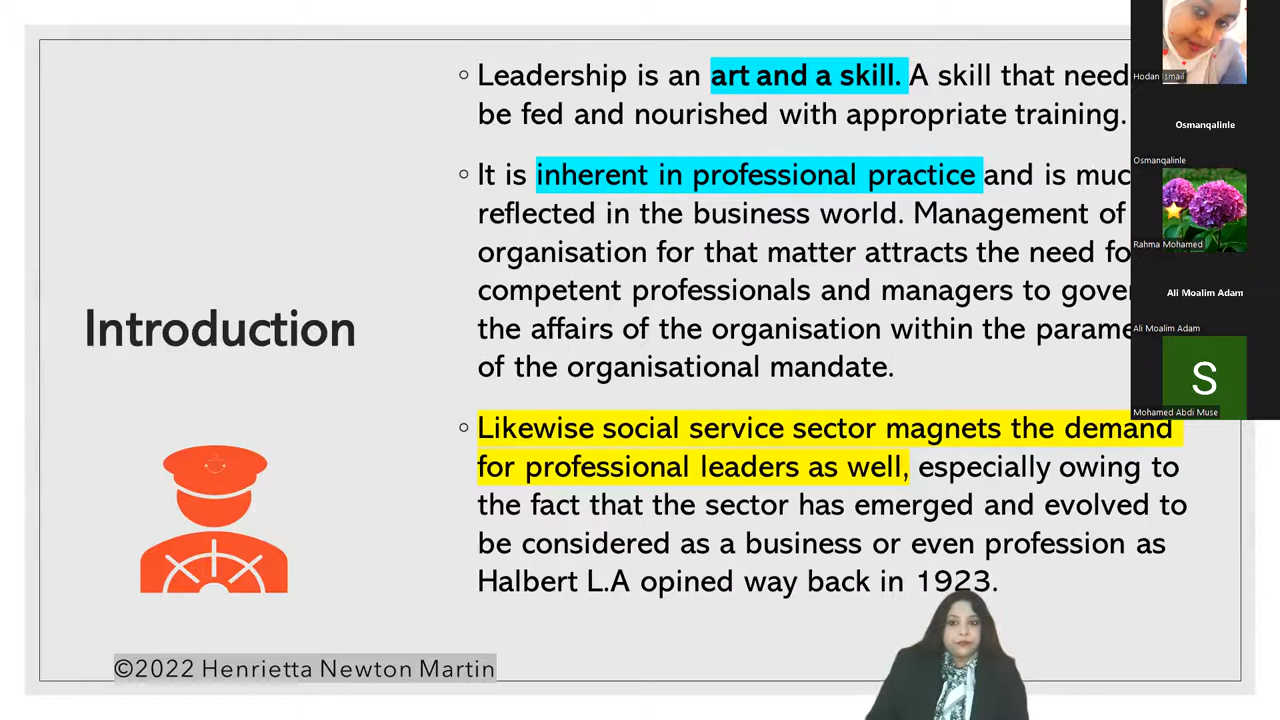 Leadership is an art and a skill. A skill that need
be fed and nourished with appropriate training.
It is inherent in professional practice and is muc
reflected in the business world. Management of
organisation for that matter attracts the need fo
competent professionals and managers to gove
the affairs of the organisation within the parame
of the organisational mandate.
Likewise social service sector magnets the demand
for professional leaders as well, especially owing to
the fact that the sector has emerged and evolved to
be considered as a business or even profession as
Halbert L.A opined way back in 1923.
Introduction
©2022 Henrietta Newton Martin
Hodan Ismail
Osmanqalinle
Osmanqalinle
Rahma Mohamed
Ali Moalim Adam
Ali Moalim Adam
S
Mohamed Abdi Muse